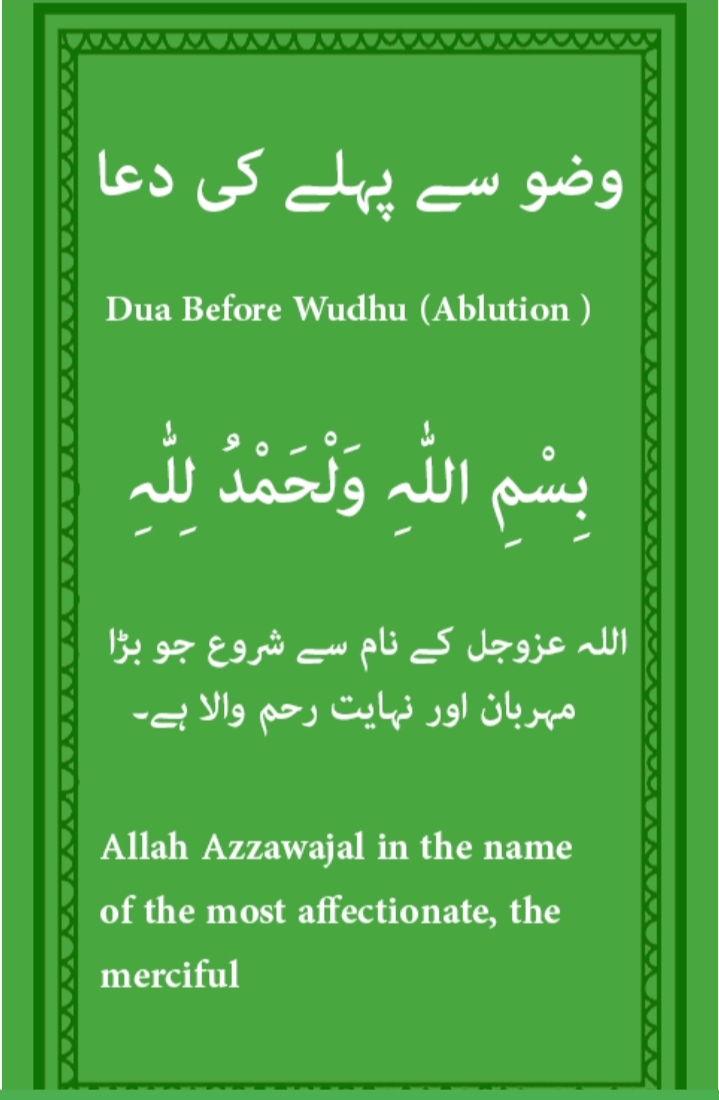 وضو سے پہلے کی دعا
Dua Before Wudhu (Ablution )
بِسْمِ اللّٰہِ وَلْحَمْدُ لِلّٰہِ
اللہ عزوجل کے نام سے شروع جو بڑا
مہربان اور نہایت رحم والا ہے۔
Allah Azzawajal in the name
of the most affectionate, the
merciful